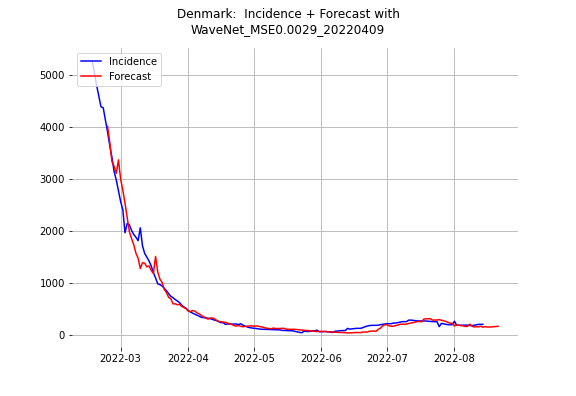 Denmark:  Incidence + Forecast with
WaveNet_MSE0.0029_20220409
Incidence
Forecast
5000
4000
3000
2000
1000
0
2022-03 2022-04 2022-05 2022-06 2022-07 2022-08